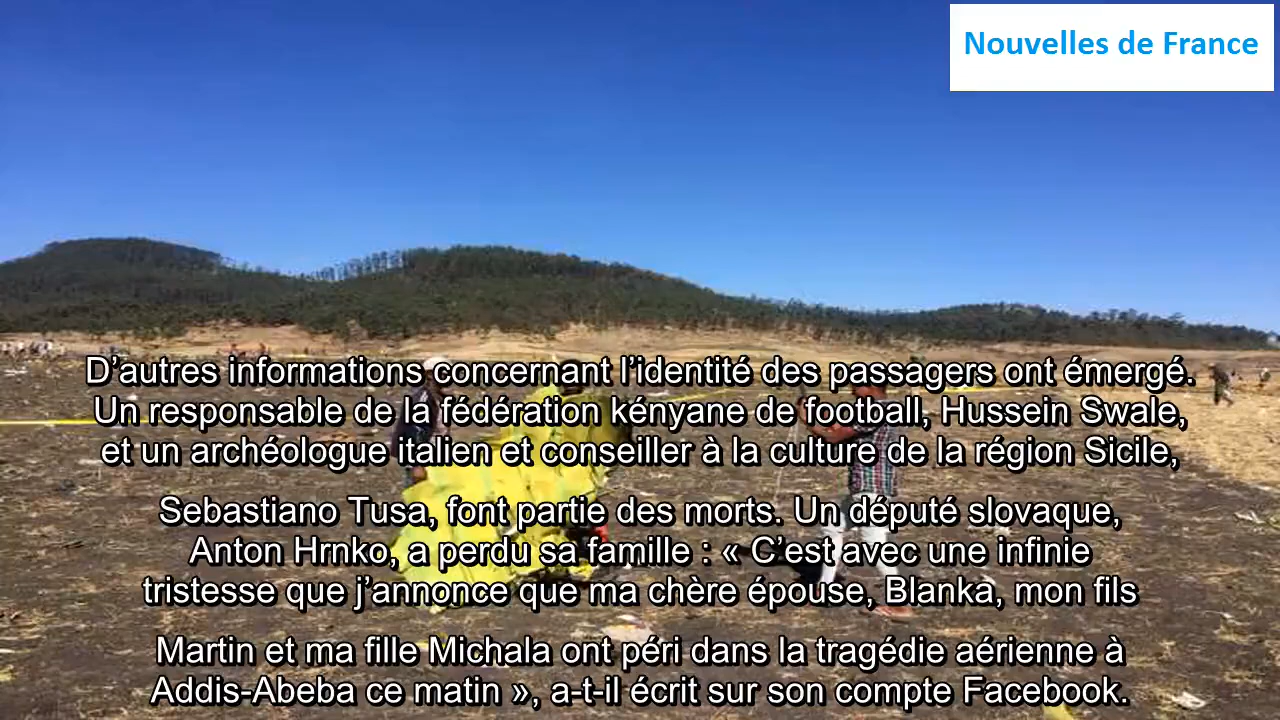 Nouvelles de France
D’autres informations concernant l’identité des passagers ont émergé.
Un responsable de la fédération kényane de football, Hussein Swale,
et un archéologue italien et conseiller à la culture de la région Sicile,
Sebastiano Tusa, font partie des morts. Un député slovaque,
Anton Hrnko, a perdu sa famille : « C’est avec une infinie
tristesse que j’annonce que ma chère épouse, Blanka, mon fils
Martin et ma fille Michala ont péri dans la tragédie aérienne à
Addis-Abeba ce matin », a-t-il écrit sur son compte Facebook.